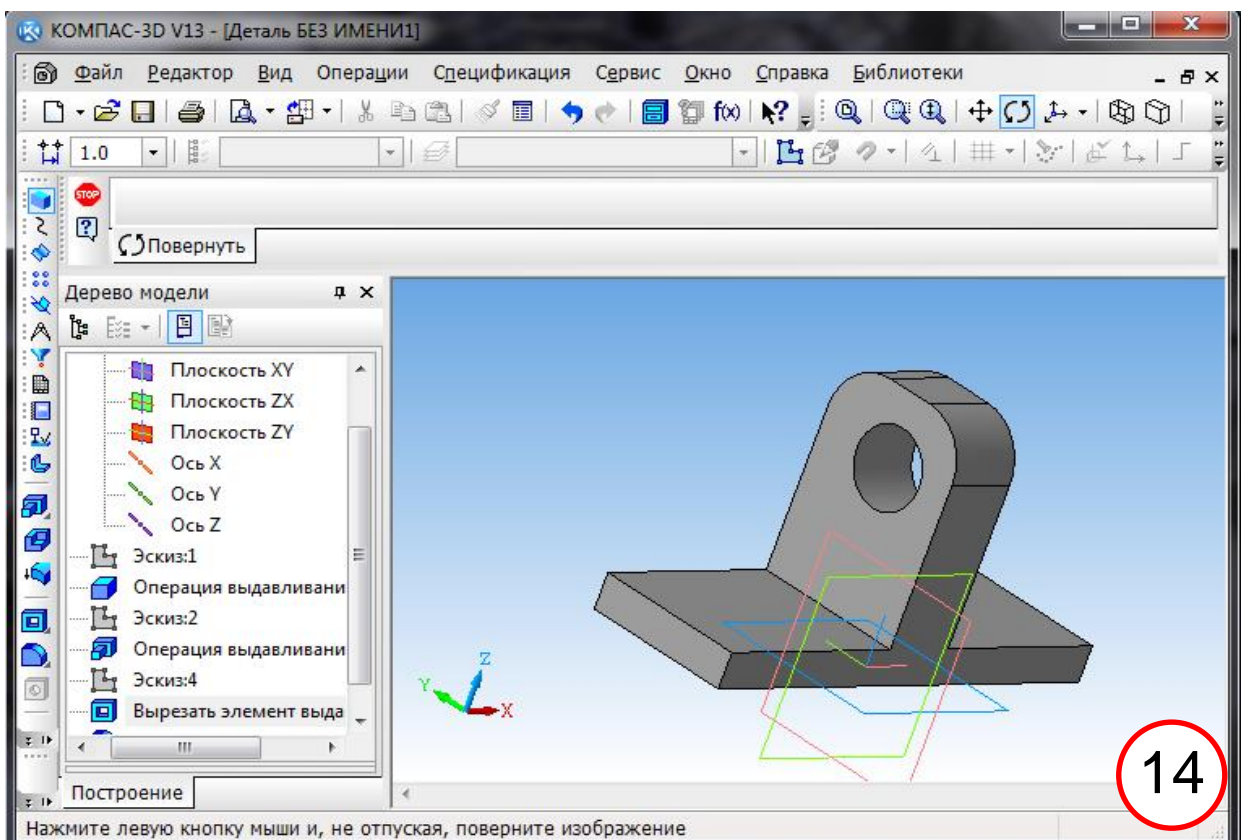 КОМПАС-3D V13 - [Деталь БЕЗ ИМЕНИ1]
Файл Редактор Вид Операции Спецификация Сервис Окно Справка Библиотеки
f(x)
1.0
STOP
Повернуть
Дерево модели
Плоскость XY
Плоскость ZX
Плоскость ZY
Ось X
Ось Y
Ось Z
Эскиз:1
Операция выдавливани
Эскиз:2
Операция выдавливани
Эскиз:4
Вырезать элемент выда
Z
Y
X
14
Построение
Нажмите левую кнопку мыши и, не отпуская, поверните изображение